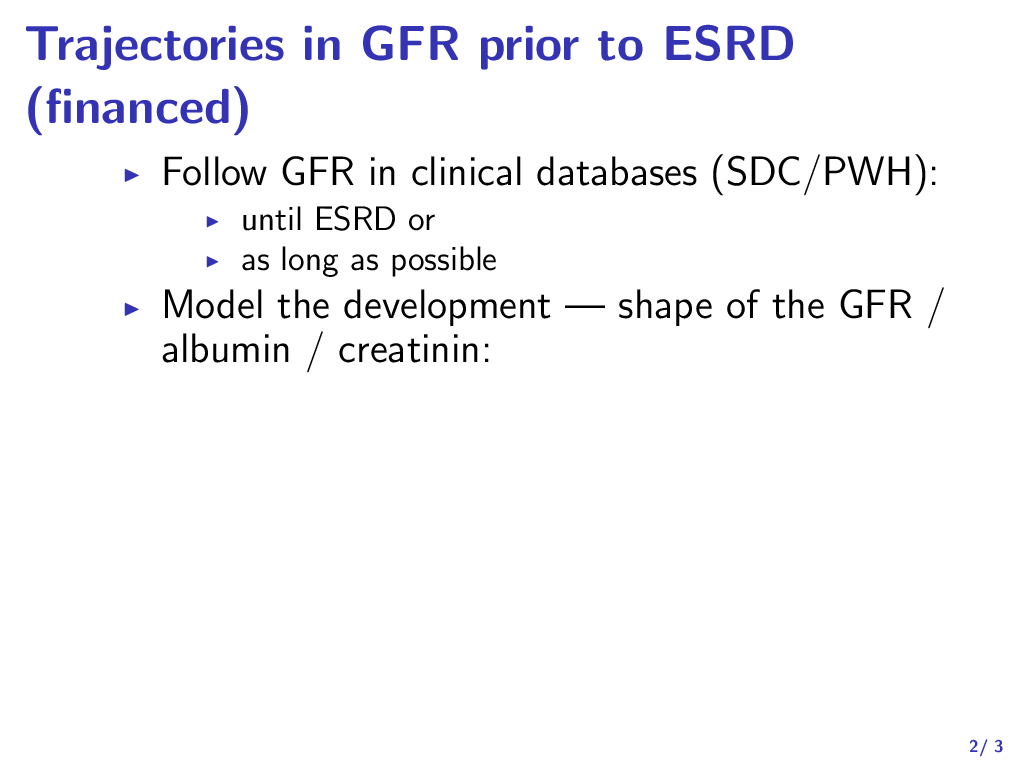 Trajectories in GFR prior to ESRD
(financed)
▶ Follow GFR in clinical databases (SDC/PWH):
▶ until ESRD or
▶ as long as possible
▶ Model the development — shape of the GFR /
albumin / creatinin:
2/ 3